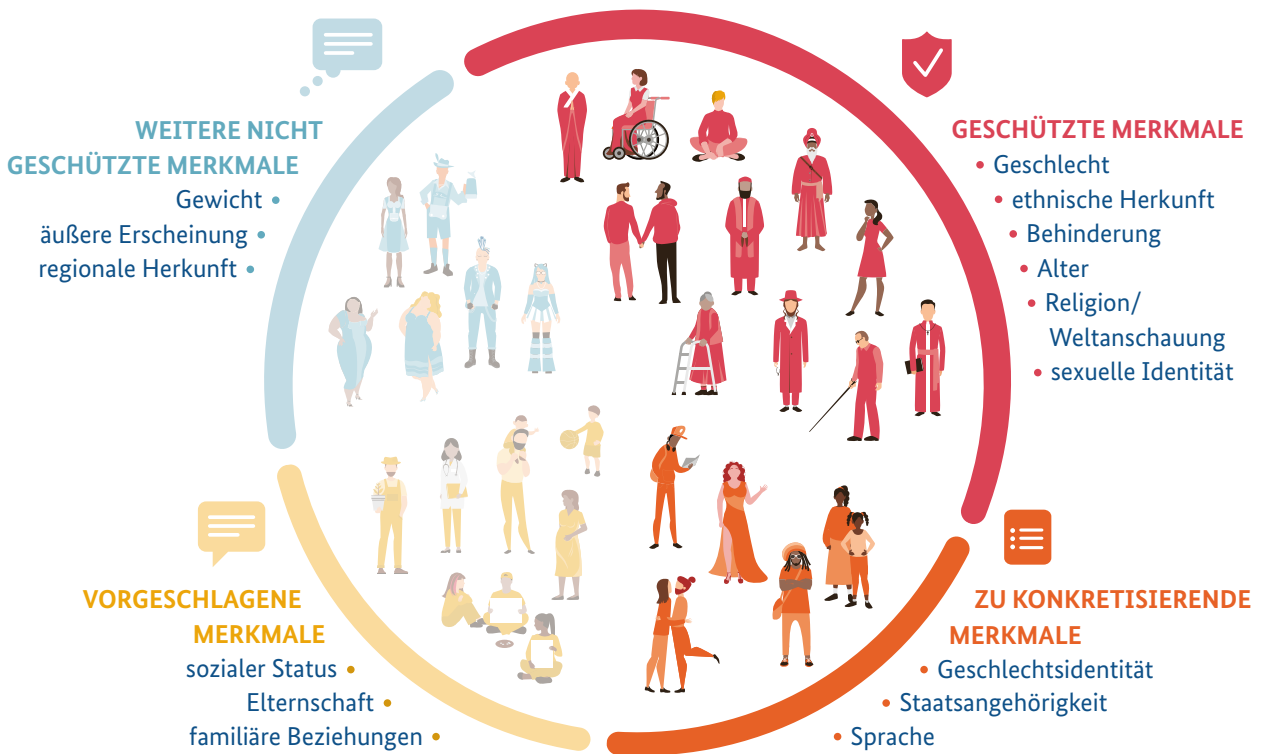 WEITERE NICHT
GESCHÜTZTE MERKMALE
Gewicht •
äußere Erscheinung •
regionale Herkunft •
GESCHÜTZTE MERKMALE
• Geschlecht
• ethnische Herkunft
• Behinderung
• Alter
• Religion/
Weltanschauung
• sexuelle Identität
VORGESCHLAGENE
MERKMALE
sozialer Status •
Elternschaft •
familiäre Beziehungen •
ZU KONKRETISIERENDE
MERKMALE
• Geschlechtsidentität
• Staatsangehörigkeit
• Sprache